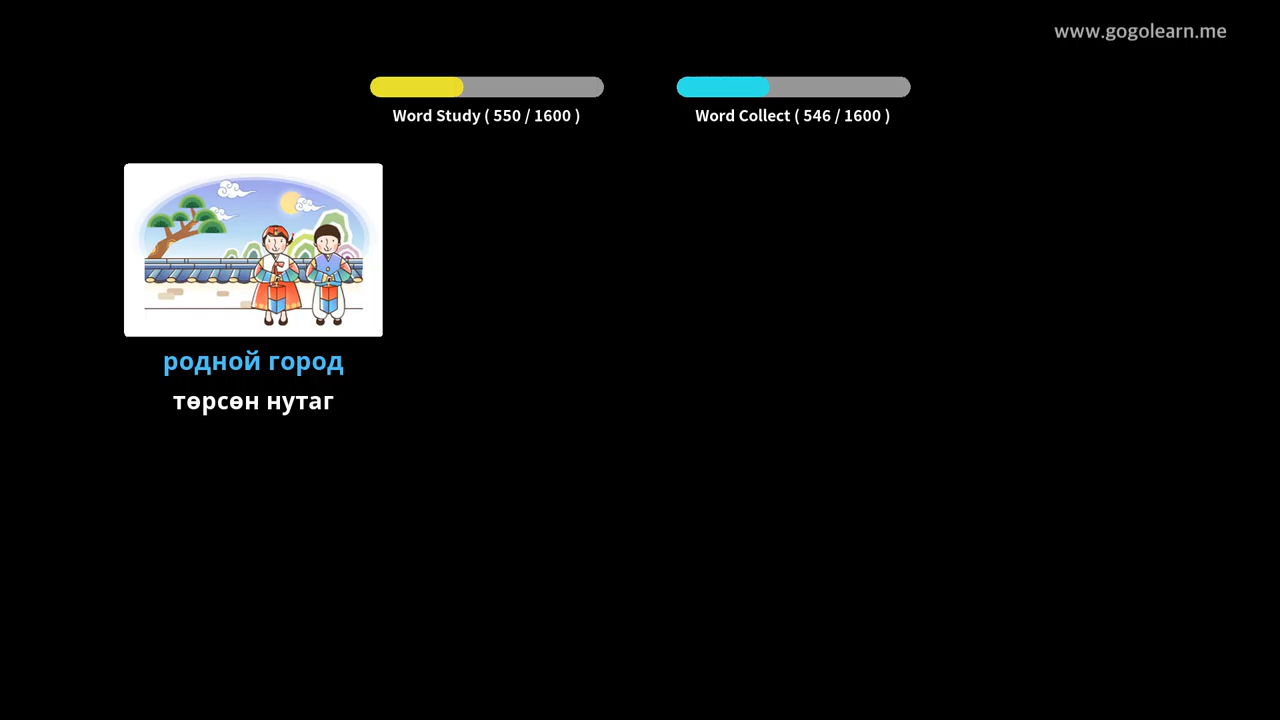 www.gogolearn.me
Word Study ( 550 / 1600 )
Word Collect ( 546 / 1600 )
родной город
төрсөн нутаг